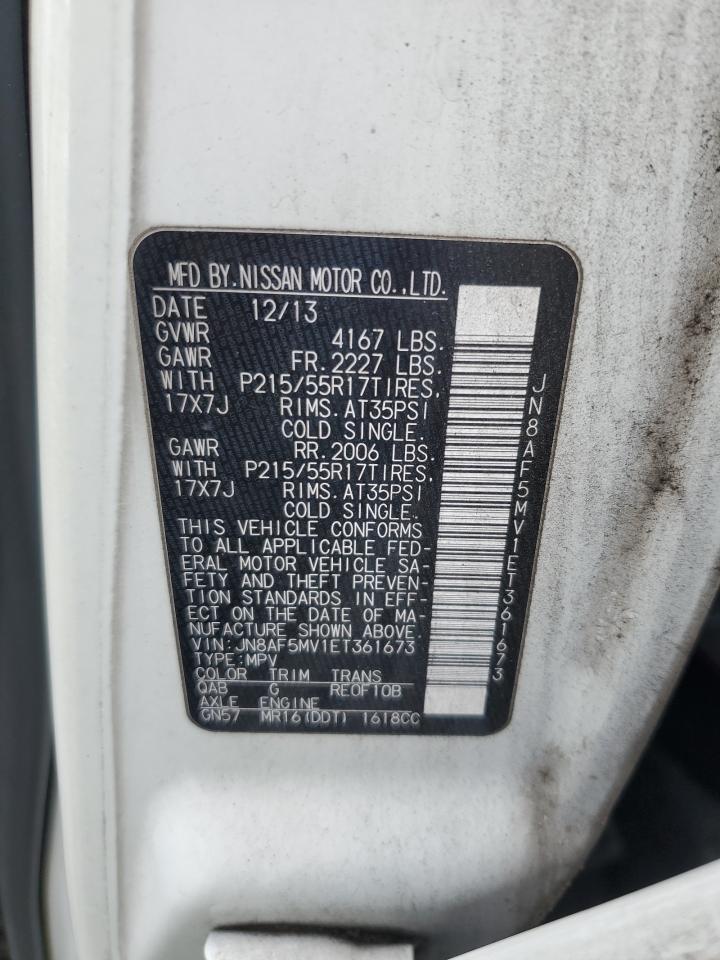 MFD BY.NISSAN MOTOR CO.,LTD.
DATE 12/13
GVWR 4167 LBS.
GAWR FR.2227 LBS.
WITH P215/55R17TIRES,
17X7J RIMS.AT35PSI
COLD SINGLE.
GAWR RR.2006 LBS.
WITH P215/55R17TIRES,
17X7J RIMS.AT35PSI
COLD SINGLE.
THIS VEHICLE CONFORMS
TO ALL APPLICABLE FED-
ERAL MOTOR VEHICLE SA-
FETY AND THEFT PREVEN-
TION STANDARDS IN EFF-
ECT ON THE DATE OF MA-
NUFACTURE SHOWN ABOVE.
VIN:JN8AF5MV1ET361673
TYPE:MPV
COLOR TRIM TRANS
QAB G RE0F10B
AXLE ENGINE
GN57 MR16(DDT) 1618CC
JN8AF5MV1ET361673